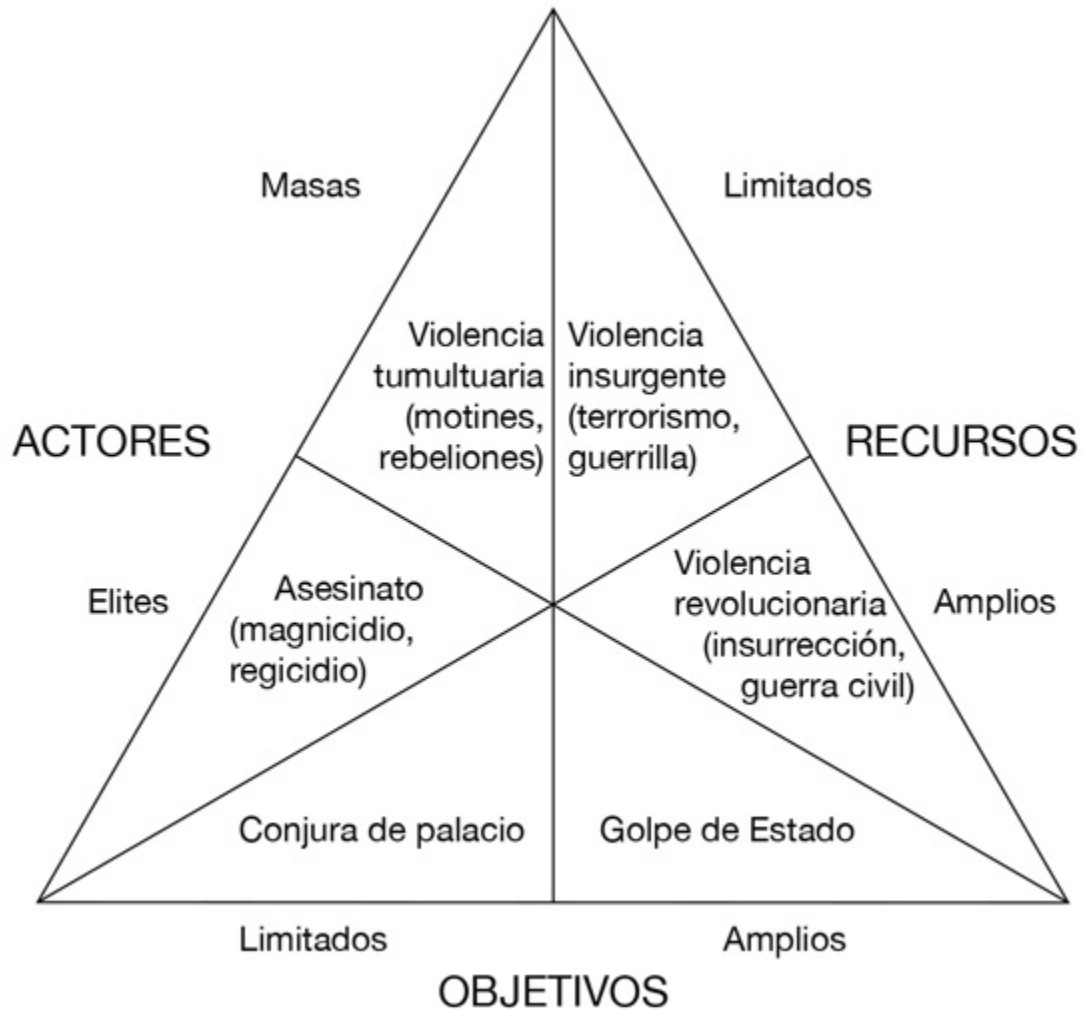 Masas
Limitados
Violencia
tumultuaria
(motines,
rebeliones)
Violencia
insurgente
(terrorismo,
guerrilla)
ACTORES
RECURSOS
Elites
Asesinato
(magnicidio,
regicidio)
Violencia
revolucionaria
(insurrección,
guerra civil)
Amplios
Conjura de palacio
Golpe de Estado
Limitados
Amplios
OBJETIVOS